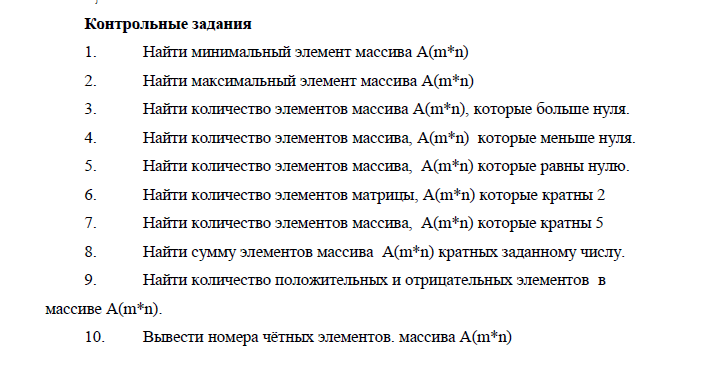 Контрольные задания
1. Найти минимальный элемент массива A(m*n)
2. Найти максимальный элемент массива A(m*n)
3. Найти количество элементов массива A(m*n), которые больше нуля.
4. Найти количество элементов массива, A(m*n) которые меньше нуля.
5. Найти количество элементов массива, A(m*n) которые равны нулю.
6. Найти количество элементов матрицы, A(m*n) которые кратны 2
7. Найти количество элементов массива, A(m*n) которые кратны 5
8. Найти сумму элементов массива A(m*n) кратных заданному числу.
9. Найти количество положительных и отрицательных элементов в
массиве A(m*n).
10. Вывести номера чётных элементов. массива A(m*n)